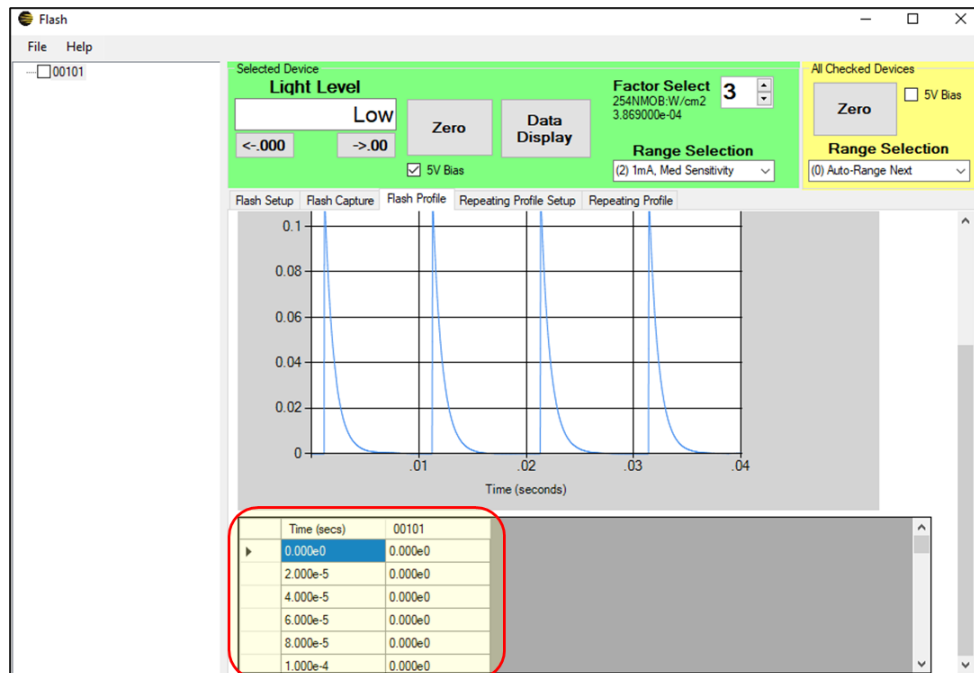 Flash
File Help
00101
Selected Device
Light Level
Low
<-.000
->.00
Zero
Data
Display
5V Bias
Factor Select
254NMOB:W/cm2
3.869000e-04
3
Range Selection
(2) 1mA, Med Sensitivity
All Checked Devices
Zero
5V Bias
Range Selection
(0) Auto-Range Next
Flash Setup Flash Capture Flash Profile Repeating Profile Setup Repeating Profile
0.1
0.08
0.06
0.04
0.02
0
.01 .02 .03 .04
Time (seconds)
Time (secs) 00101
0.000e0 0.000e0
2.000e-5 0.000e0
4.000e-5 0.000e0
6.000e-5 0.000e0
8.000e-5 0.000e0
1.000e-4 0.000e0